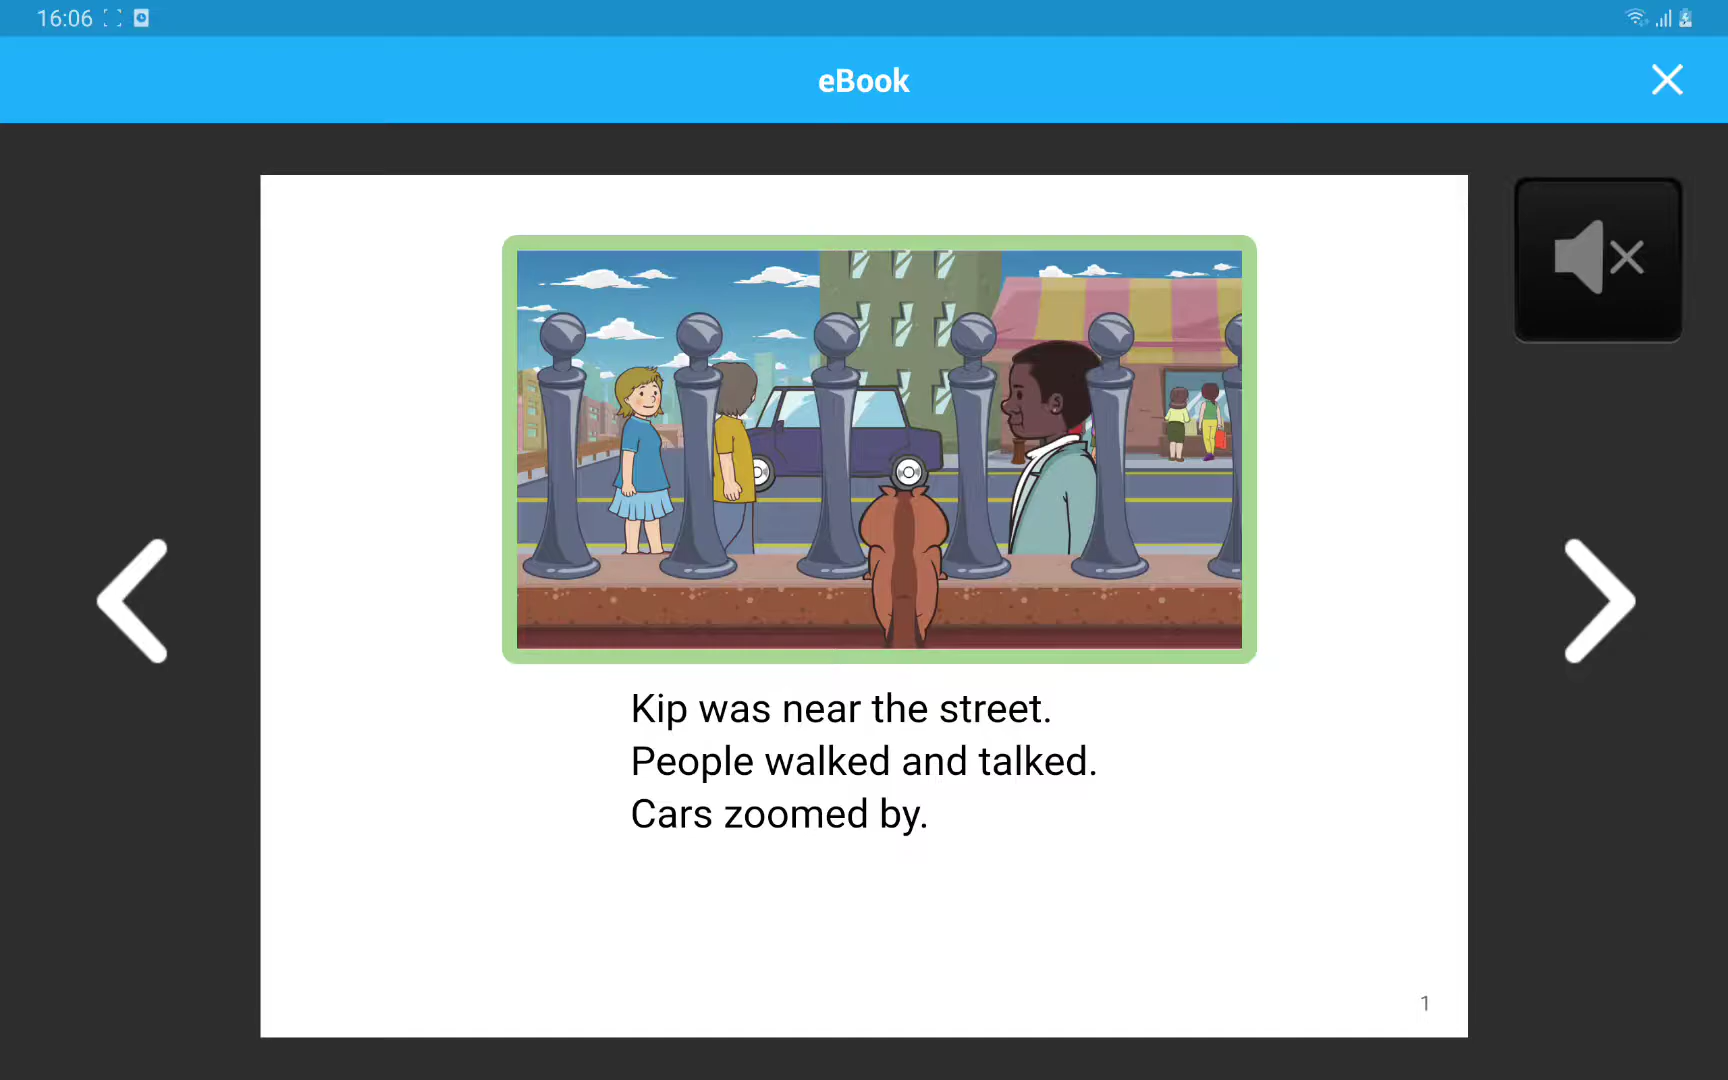 16:06
eBook
Kip was near the street.
People walked and talked.
Cars zoomed by.
1